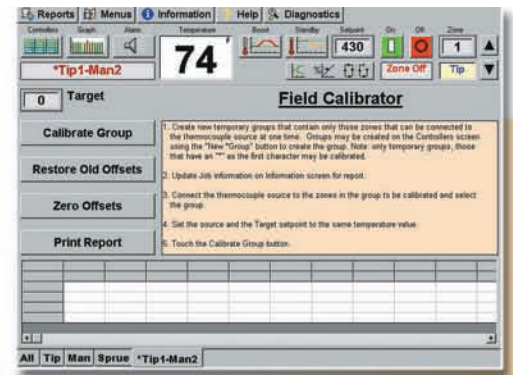 Reports Menus Information Help Diagnostics
Controllers Graph Alarm Temperature Boost Standby Setpoint On Off Zone
74 430 1
*Tip1-Man2 Zone Off Tip
0 Target Field Calibrator
Calibrate Group
Restore Old Offsets
Zero Offsets
Print Report
1. Create new temporary groups that contain only those zones that can be connected to
the thermocouple source at one time. Groups may be created on the Controllers screen
using the "New *Group" button to create the group. Note: only temporary groups, those
that have an "*" as the first character may be calibrated.
2. Update Job information on Information screen for report.
3. Connect the thermocouple source to the zones in the group to be calibrated and select
the group.
4. Set the source and the Target setpoint to the same temperature value.
5. Touch the Calibrate Group button.
All Tip Man Sprue *Tip1-Man2